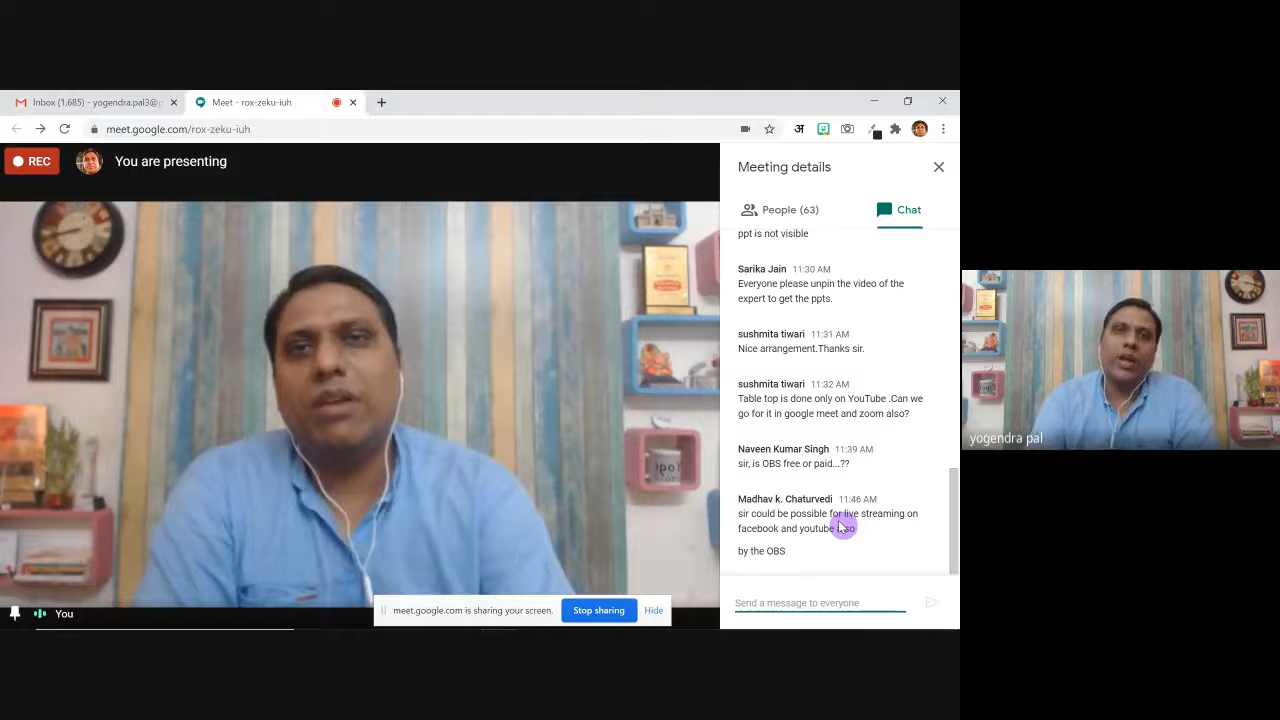 Inbox (1,685) - yogendra.pal3@g
Meet - rox-zeku-iuh
meet.google.com/rox-zeku-iuh
अ
REC
You are presenting
Meeting details
People (63)
Chat
ppt is not visible
Sarika Jain 11:30 AM
Everyone please unpin the video of the
expert to get the ppts.
sushmita tiwari 11:31 AM
Nice arrangement.Thanks sir.
sushmita tiwari 11:32 AM
Table top is done only on YouTube .Can we
go for it in google meet and zoom also?
Naveen Kumar Singh 11:39 AM
sir, is OBS free or paid...??
Madhav k. Chaturvedi 11:46 AM
sir could be possible for live streaming on
facebook and youtube also
by the OBS
Send a message to everyone
meet.google.com is sharing your screen.
Stop sharing
Hide
You
yogendra pal